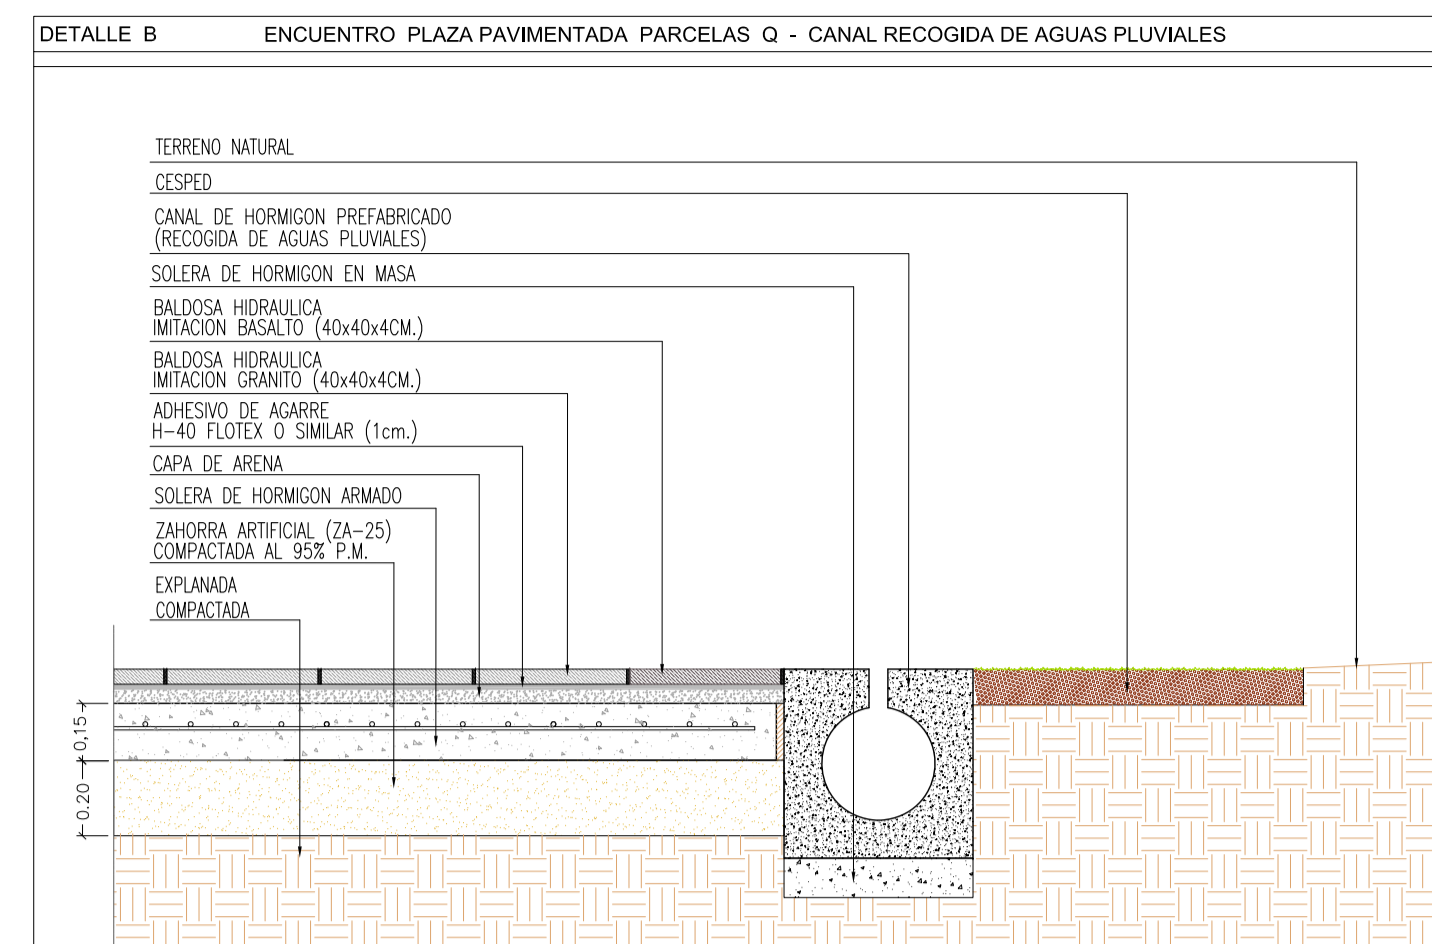 DETALLE B ENCUENTRO PLAZA PAVIMENTADA PARCELAS Q - CANAL RECOGIDA DE AGUAS PLUVIALES
TERRENO NATURAL
CESPED
CANAL DE HORMIGON PREFABRICADO
(RECOGIDA DE AGUAS PLUVIALES)
SOLERA DE HORMIGON EN MASA
BALDOSA HIDRAULICA
IMITACION BASALTO (40x40x4CM.)
BALDOSA HIDRAULICA
IMITACION GRANITO (40x40x4CM.)
ADHESIVO DE AGARRE
H-40 FLOTEX O SIMILAR (1cm.)
CAPA DE ARENA
SOLERA DE HORMIGON ARMADO
ZAHORRA ARTIFICIAL (ZA-25)
COMPACTADA AL 95% P.M.
EXPLANADA
COMPACTADA
0,15
0.20